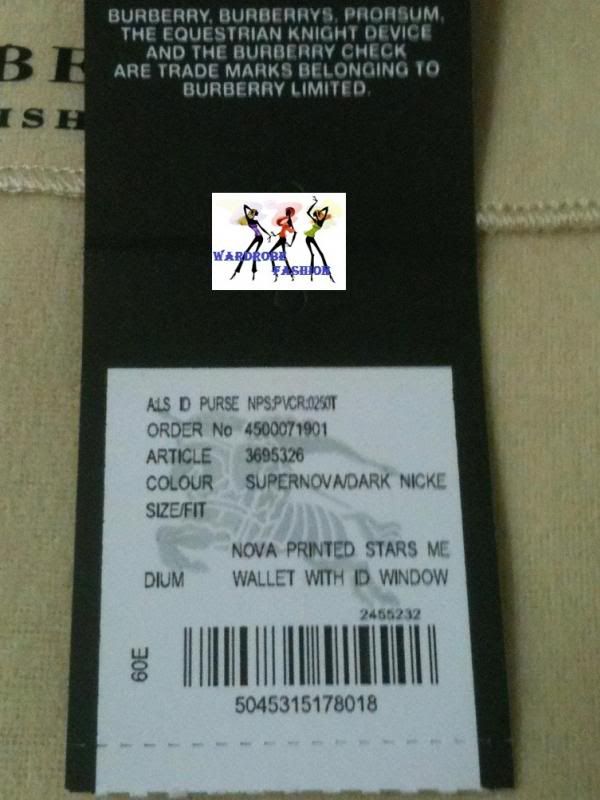 BURBERRY, BURBERRYS, PRORSUM,
THE EQUESTRIAN KNIGHT DEVICE
AND THE BURBERRY CHECK
ARE TRADE MARKS BELONGING TO
BURBERRY LIMITED.
BE
ISH
WARDROBE
FASHION
A:LS ID PURSE NPS:PVCR:0250T
ORDER No 4500071901
ARTICLE 3695326
COLOUR SUPERNOVA/DARK NICKE
SIZE/FIT
NOVA PRINTED STARS ME
DIUM WALLET WITH ID WINDOW
2455232
60E
5045315178018